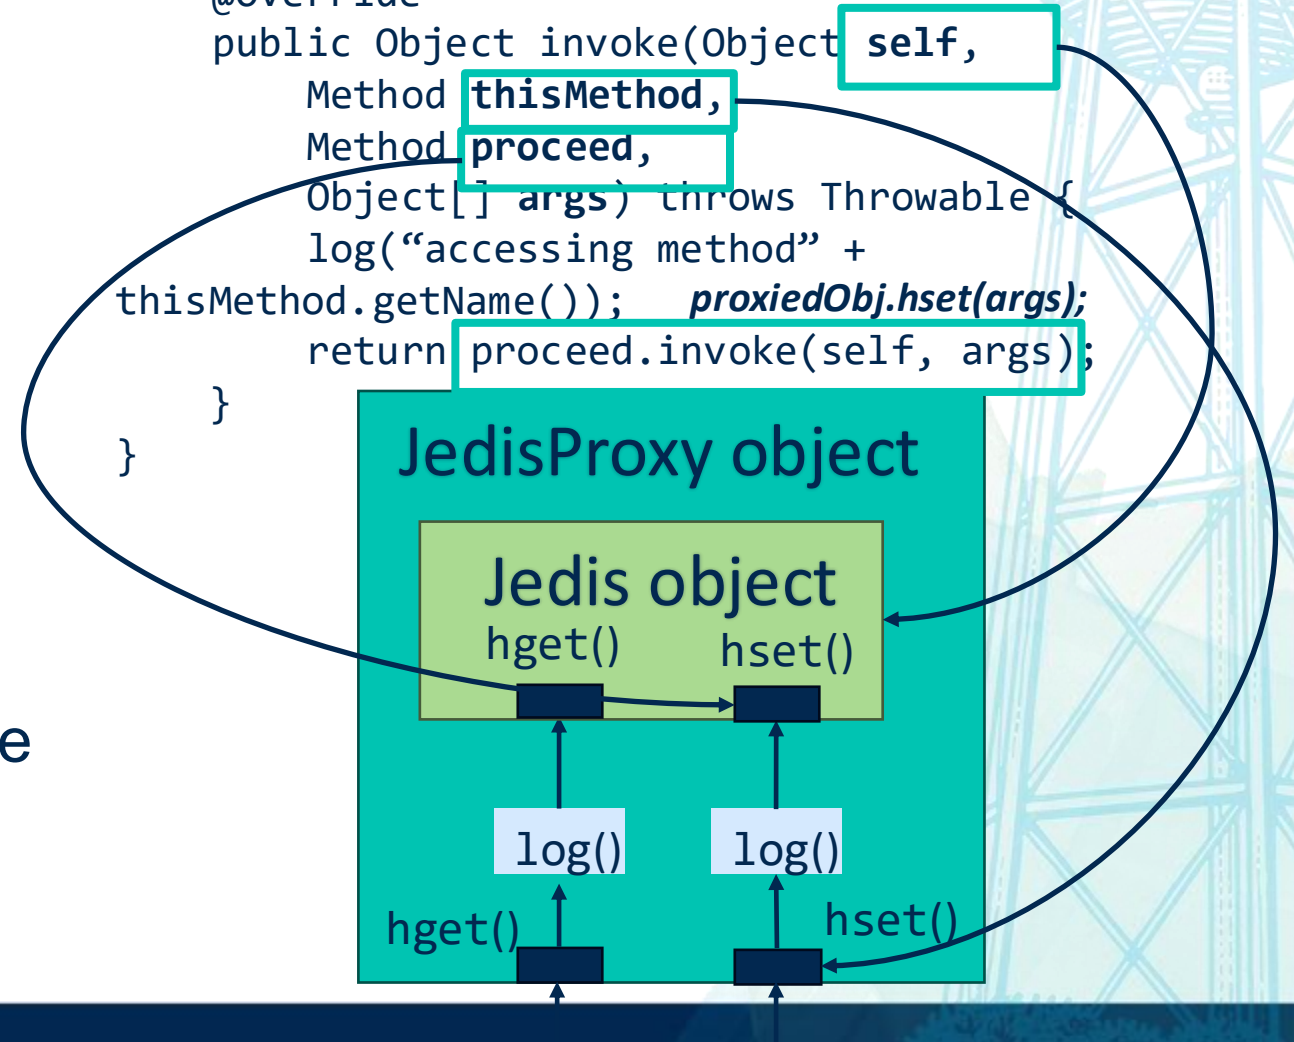 @Override
public Object invoke(Object self,
Method thisMethod,
Method proceed,
Object[] args) throws Throwable {
log(“accessing method” +
thisMethod.getName()); proxiedObj.hset(args);
return proceed.invoke(self, args);
}
}
JedisProxy object
Jedis object
hget() hset()
e
log() log()
hget() hset()